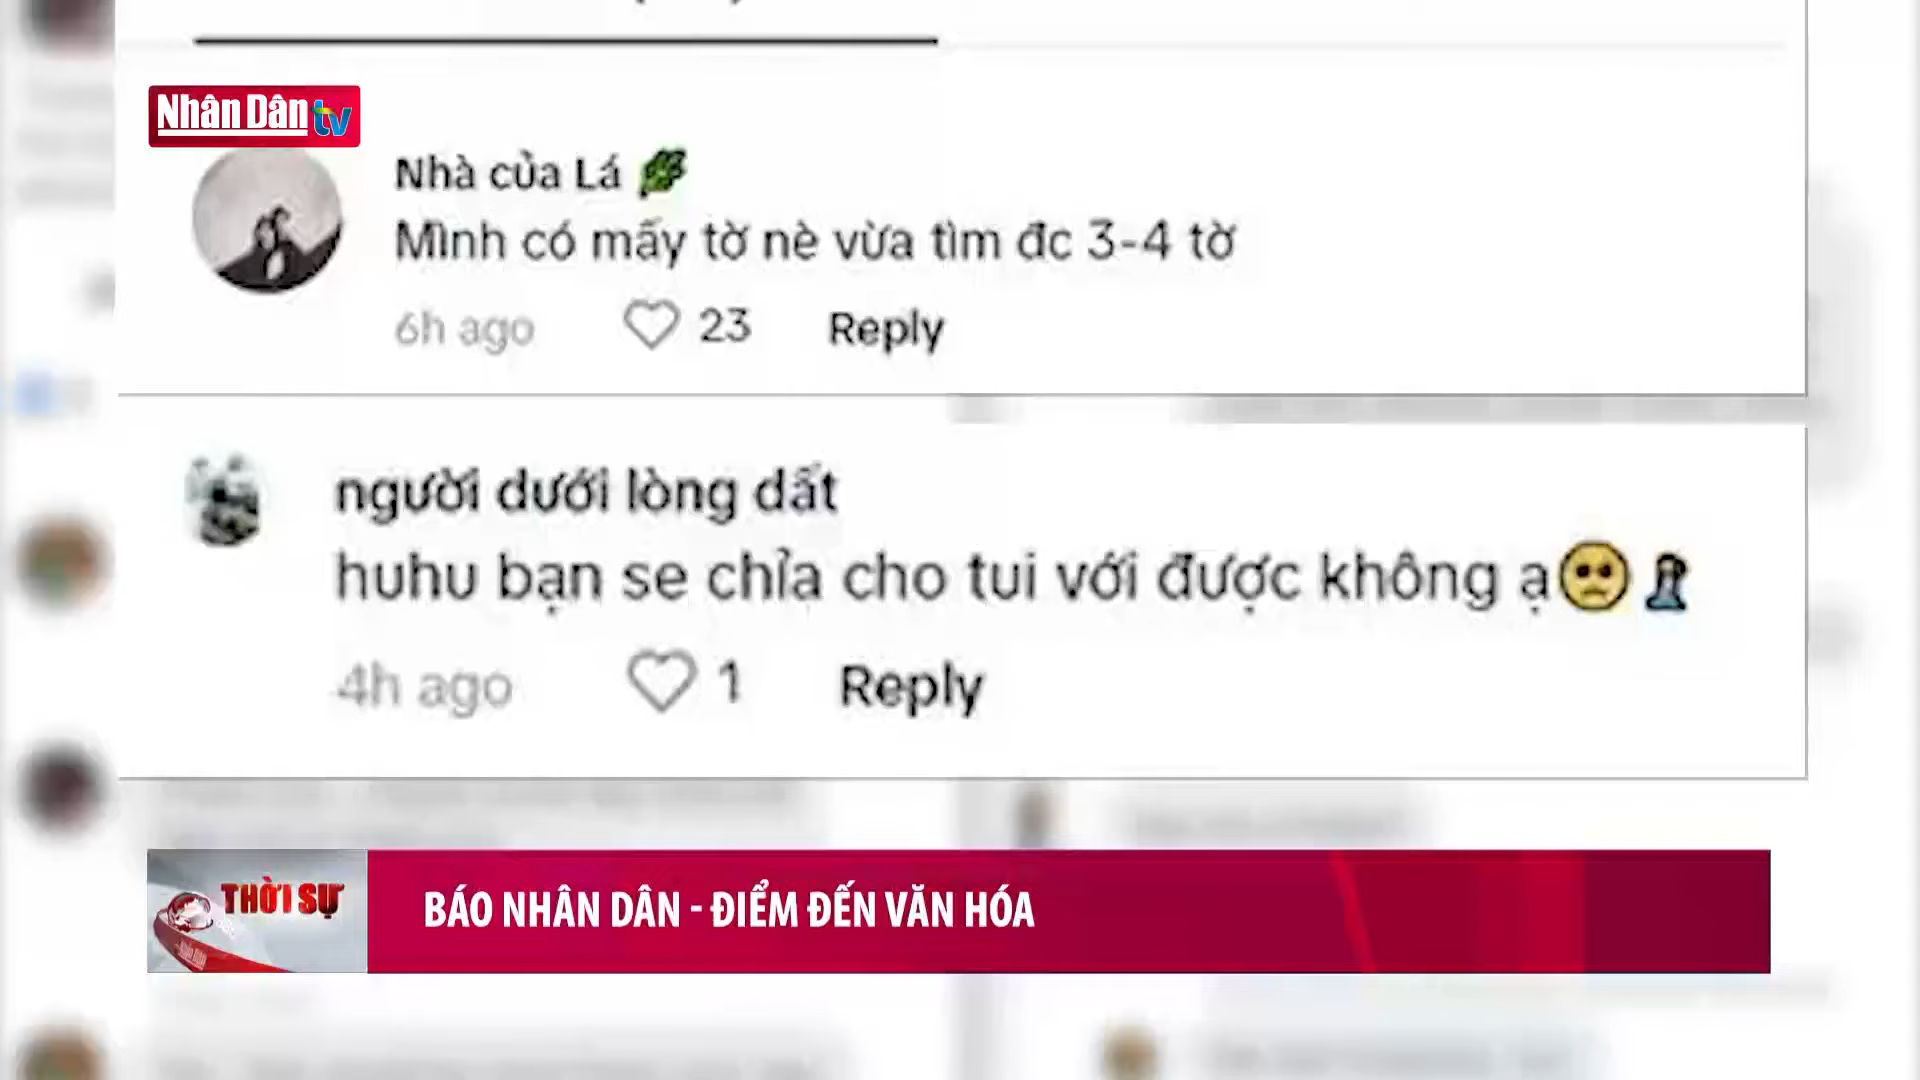 Nhân Dân tv
Nhà của Lá
Mình có mấy tờ nè vừa tìm đc 3-4 tờ
6h ago 23 Reply
người dưới lòng dất
huhu bạn se chỉa cho tui với được không ạ
4h ago 1 Reply
THỜI SỰ
BÁO NHÂN DÂN - ĐIỂM ĐẾN VĂN HÓA